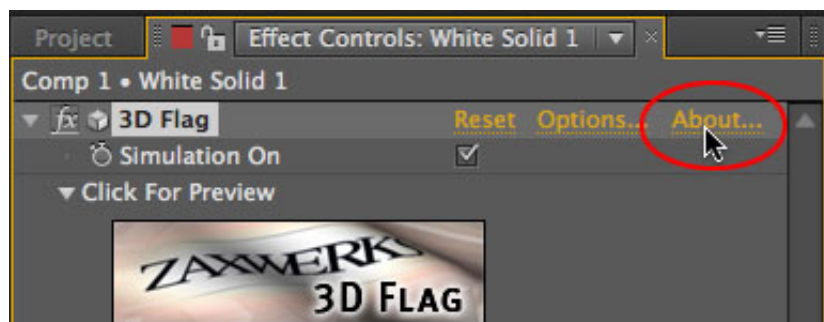 Project Effect Controls: White Solid 1
Comp 1 • White Solid 1
fx 3D Flag Reset Options... About...
Simulation On
Click For Preview
ZAXWERKS
3D FLAG